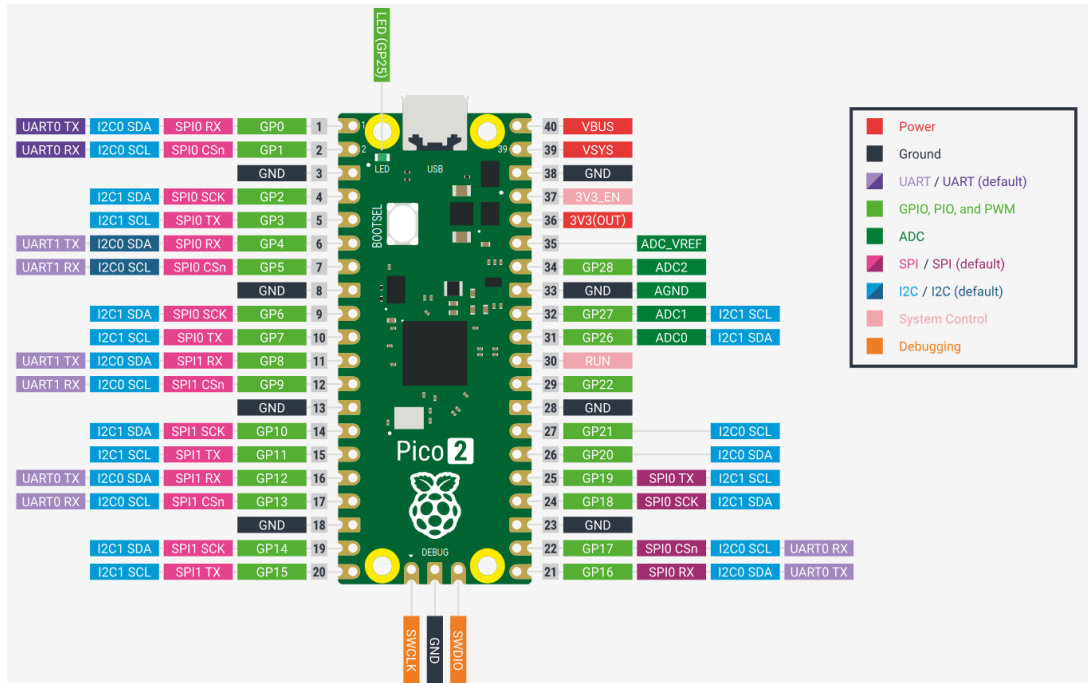 LED (GP25)
UART0 TX I2C0 SDA SPI0 RX GP0 1 1 40 VBUS
UART0 RX I2C0 SCL SPI0 CSn GP1 2 2 39 39 VSYS
GND 3 LED USB 38 GND
I2C1 SDA SPI0 SCK GP2 4 37 3V3_EN
I2C1 SCL SPI0 TX GP3 5 BOOTSEL 36 3V3(OUT)
UART1 TX I2C0 SDA SPI0 RX GP4 6 35 ADC_VREF
UART1 RX I2C0 SCL SPI0 CSn GP5 7 34 GP28 ADC2
GND 8 33 GND AGND
I2C1 SDA SPI0 SCK GP6 9 32 GP27 ADC1 I2C1 SCL
I2C1 SCL SPI0 TX GP7 10 31 GP26 ADC0 I2C1 SDA
UART1 TX I2C0 SDA SPI1 RX GP8 11 30 RUN
UART1 RX I2C0 SCL SPI1 CSn GP9 12 29 GP22
GND 13 28 GND
I2C1 SDA SPI1 SCK GP10 14 27 GP21 I2C0 SCL
I2C1 SCL SPI1 TX GP11 15 Pico 2 26 GP20 I2C0 SDA
UART0 TX I2C0 SDA SPI1 RX GP12 16 25 GP19 SPI0 TX I2C1 SCL
UART0 RX I2C0 SCL SPI1 CSn GP13 17 24 GP18 SPI0 SCK I2C1 SDA
GND 18 23 GND
I2C1 SDA SPI1 SCK GP14 19 DEBUG 22 GP17 SPI0 CSn I2C0 SCL UART0 RX
I2C1 SCL SPI1 TX GP15 20 21 GP16 SPI0 RX I2C0 SDA UART0 TX
SWCLK GND SWDIO
Power
Ground
UART / UART (default)
GPIO, PIO, and PWM
ADC
SPI / SPI (default)
I2C / I2C (default)
System Control
Debugging